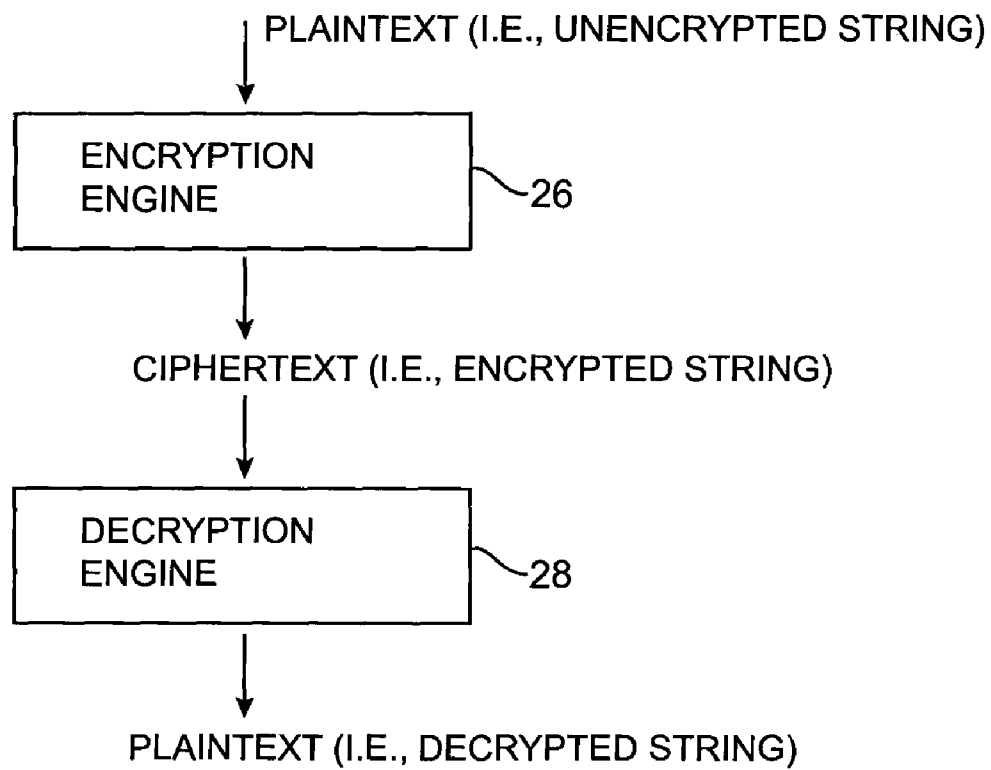 PLAINTEXT (I.E., UNENCRYPTED STRING)
ENCRYPTION
ENGINE
26
CIPHERTEXT (I.E., ENCRYPTED STRING)
DECRYPTION
ENGINE
28
PLAINTEXT (I.E., DECRYPTED STRING)